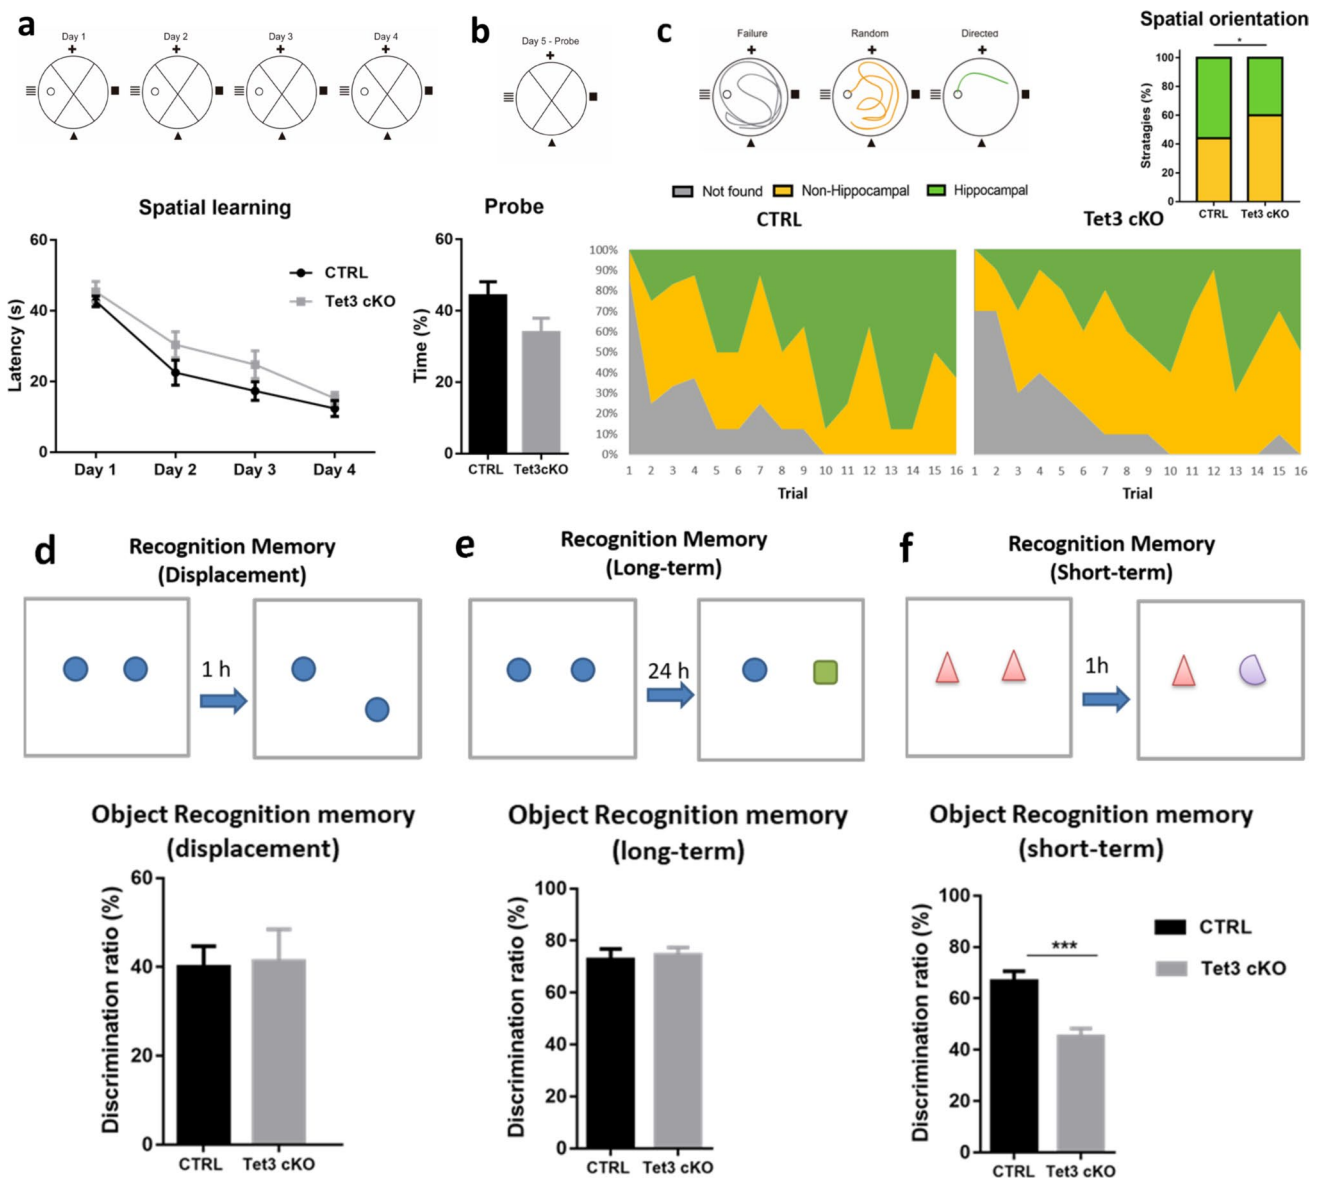 a
Day 1
Day 2
Day 3
Day 4
b
Day 5 - Probe
c
Failure
Random
Directed
Spatial orientation
*
Stratagies (%)
100
80
60
40
20
0
CTRL
Tet3 cKO
Not found
Non-Hippocampal
Hippocampal
Spatial learning
Latency (s)
60
40
20
0
CTRL
Tet3 cKO
Day 1
Day 2
Day 3
Day 4
Probe
Time (%)
60
40
20
0
CTRL
Tet3cKO
CTRL
100%
90%
80%
70%
60%
50%
40%
30%
20%
10%
0%
1 2 3 4 5 6 7 8 9 10 11 12 13 14 15 16
Trial
Tet3 cKO
1 2 3 4 5 6 7 8 9 10 11 12 13 14 15 16
Trial
d
Recognition Memory
(Displacement)
1 h
Object Recognition memory
(displacement)
Discrimination ratio (%)
60
40
20
0
CTRL
Tet3 cKO
e
Recognition Memory
(Long-term)
24 h
Object Recognition memory
(long-term)
Discrimination ratio (%)
100
80
60
40
20
0
CTRL
Tet3 cKO
f
Recognition Memory
(Short-term)
1h
Object Recognition memory
(short-term)
Discrimination ratio (%)
100
80
60
40
20
0
***
CTRL
Tet3 cKO
CTRL
Tet3 cKO